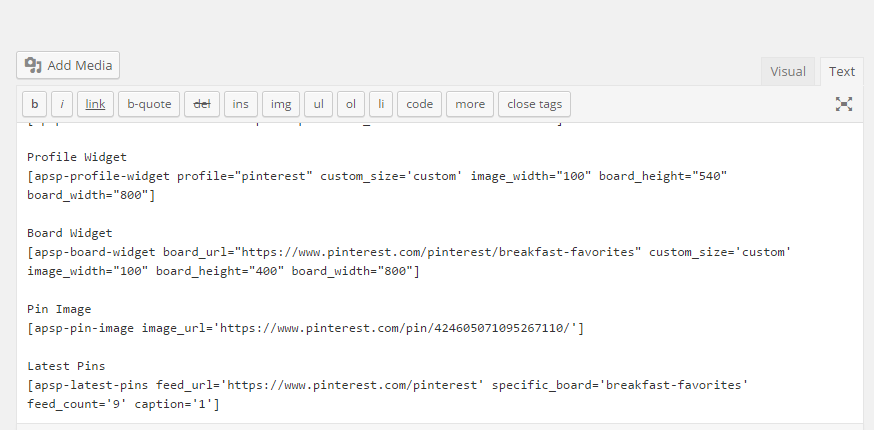 Add Media
Visual Text
b i link b-quote del ins img ul ol li code more close tags
Profile Widget
[apsp-profile-widget profile="pinterest" custom_size='custom' image_width="100" board_height="540"
board_width="800"]
Board Widget
[apsp-board-widget board_url="https://www.pinterest.com/pinterest/breakfast-favorites" custom_size='custom'
image_width="100" board_height="400" board_width="800"]
Pin Image
[apsp-pin-image image_url='https://www.pinterest.com/pin/424605071095267110/']
Latest Pins
[apsp-latest-pins feed_url='https://www.pinterest.com/pinterest' specific_board='breakfast-favorites'
feed_count='9' caption='1']